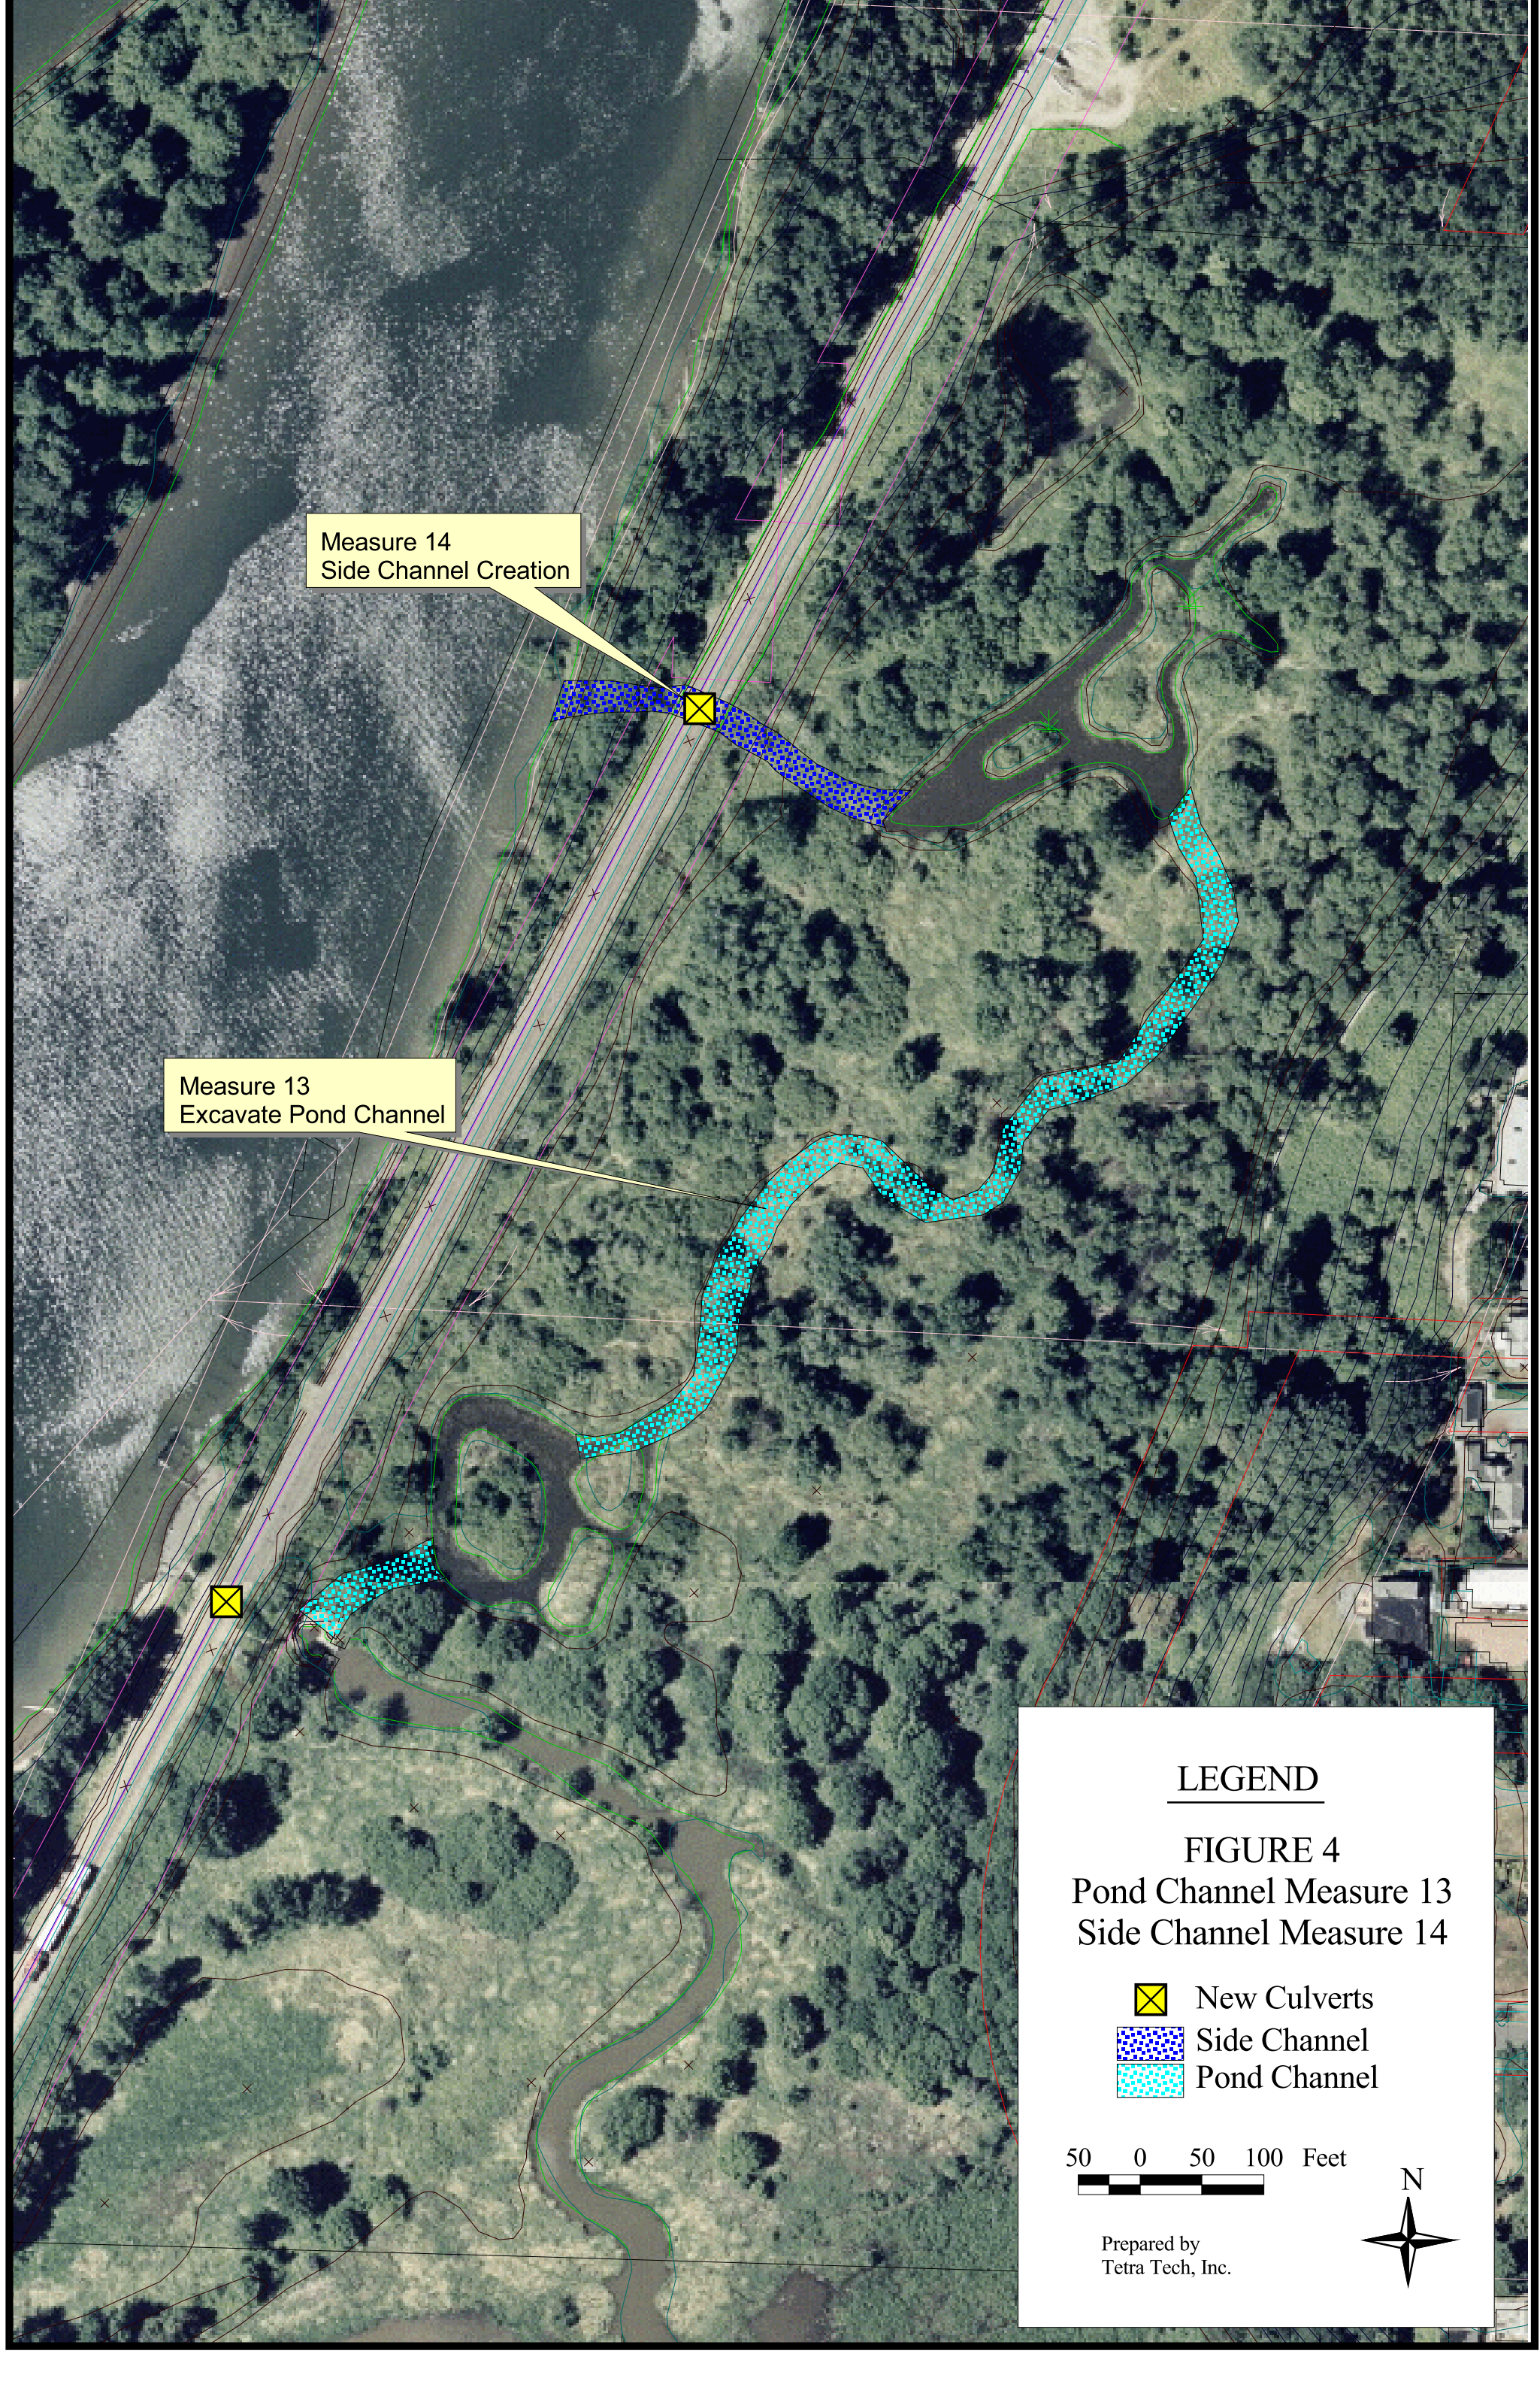 Measure 14
Side Channel Creation
Measure 13
Excavate Pond Channel
LEGEND
FIGURE 4
Pond Channel Measure 13
Side Channel Measure 14
New Culverts
Side Channel
Pond Channel
50 0 50 100 Feet
N
Prepared by
Tetra Tech, Inc.